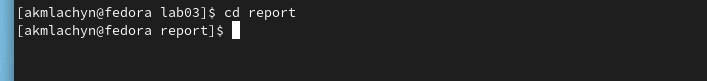 [akmlachyn@fedora lab03]$ cd report
[akmlachyn@fedora report]$